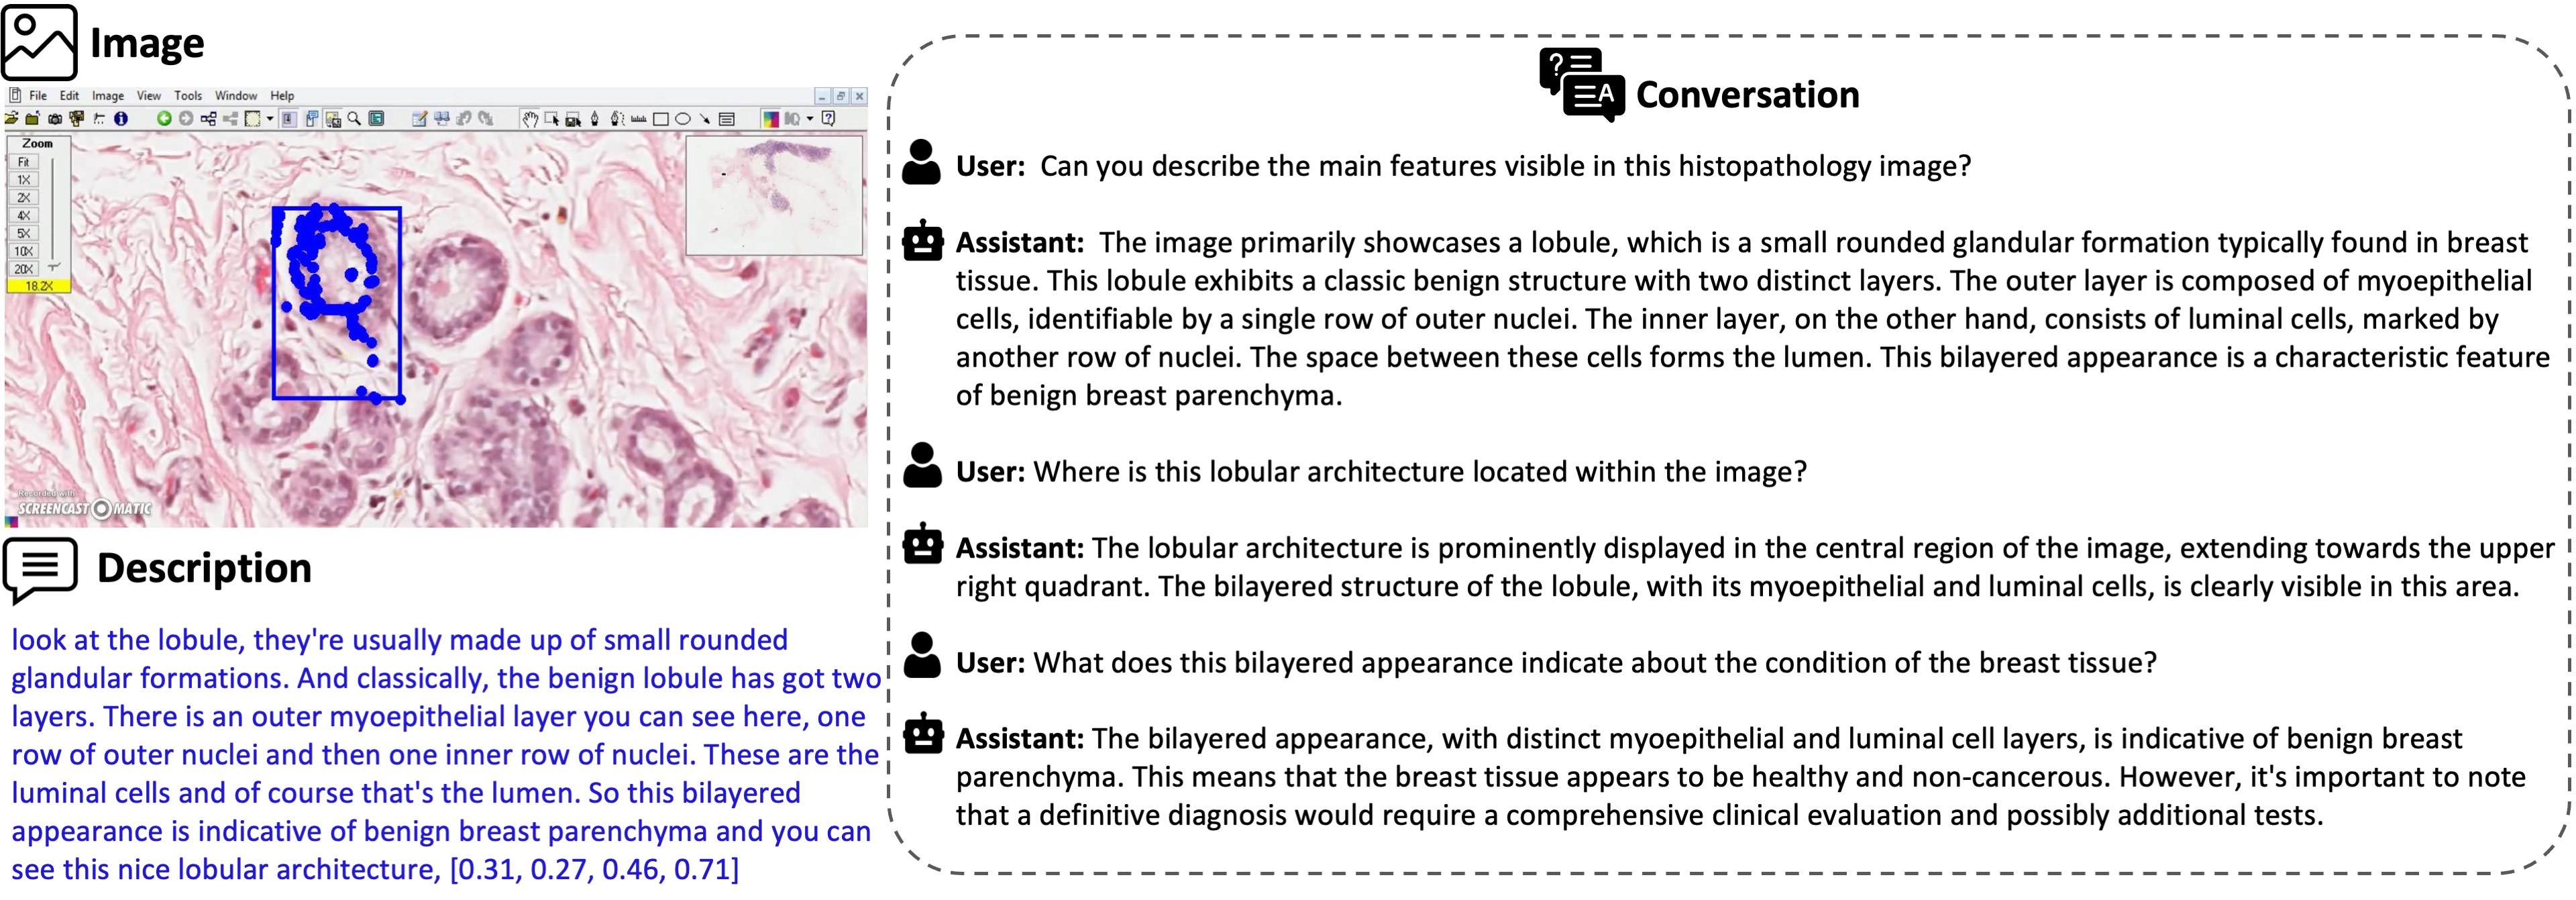 Image
File Edit Image View Tools Window Help
Zoom
Fit
1X
2X
4X
5X
10X
20X
18.2X
Recorded with
SCREENCAST MATIC
Description
look at the lobule, they're usually made up of small rounded
glandular formations. And classically, the benign lobule has got two
layers. There is an outer myoepithelial layer you can see here, one
row of outer nuclei and then one inner row of nuclei. These are the
luminal cells and of course that's the lumen. So this bilayered
appearance is indicative of benign breast parenchyma and you can
see this nice lobular architecture, [0.31, 0.27, 0.46, 0.71]
Conversation
User: Can you describe the main features visible in this histopathology image?
Assistant: The image primarily showcases a lobule, which is a small rounded glandular formation typically found in breast
tissue. This lobule exhibits a classic benign structure with two distinct layers. The outer layer is composed of myoepithelial
cells, identifiable by a single row of outer nuclei. The inner layer, on the other hand, consists of luminal cells, marked by
another row of nuclei. The space between these cells forms the lumen. This bilayered appearance is a characteristic feature
of benign breast parenchyma.
User: Where is this lobular architecture located within the image?
Assistant: The lobular architecture is prominently displayed in the central region of the image, extending towards the upper
right quadrant. The bilayered structure of the lobule, with its myoepithelial and luminal cells, is clearly visible in this area.
User: What does this bilayered appearance indicate about the condition of the breast tissue?
Assistant: The bilayered appearance, with distinct myoepithelial and luminal cell layers, is indicative of benign breast
parenchyma. This means that the breast tissue appears to be healthy and non-cancerous. However, it's important to note
that a definitive diagnosis would require a comprehensive clinical evaluation and possibly additional tests.